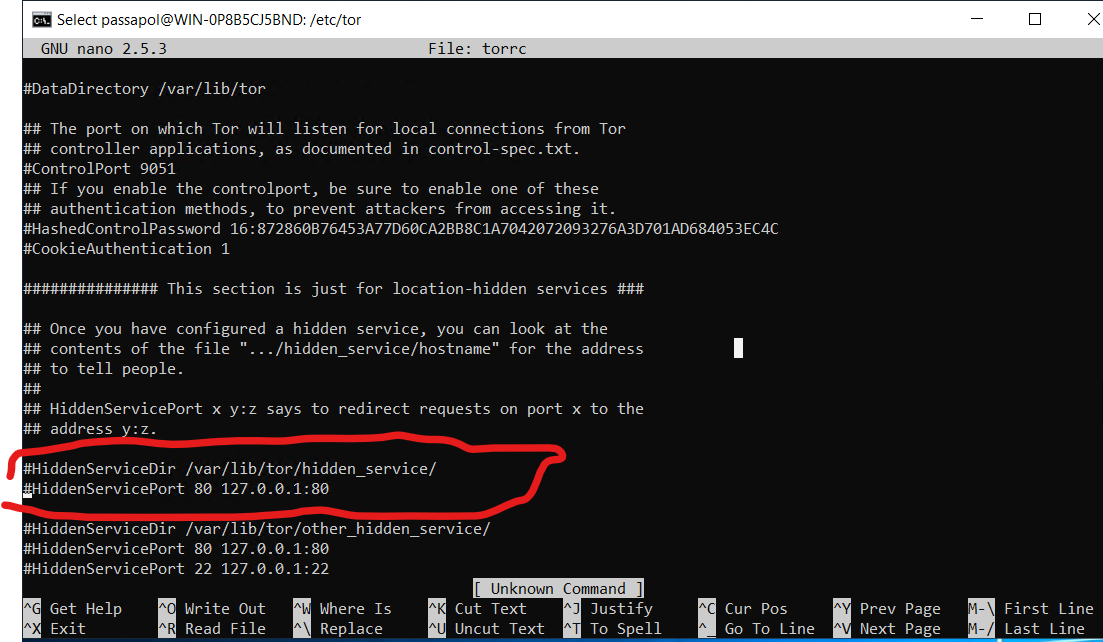 Select passapol@WIN-0P8B5CJ5BND: /etc/tor
GNU nano 2.5.3 File: torrc
#DataDirectory /var/lib/tor
## The port on which Tor will listen for local connections from Tor
## controller applications, as documented in control-spec.txt.
#ControlPort 9051
## If you enable the controlport, be sure to enable one of these
## authentication methods, to prevent attackers from accessing it.
#HashedControlPassword 16:872860B76453A77D60CA2BB8C1A7042072093276A3D701AD684053EC4C
#CookieAuthentication 1
############### This section is just for location-hidden services ###
## Once you have configured a hidden service, you can look at the
## contents of the file ".../hidden_service/hostname" for the address
## to tell people.
##
## HiddenServicePort x y:z says to redirect requests on port x to the
## address y:z.
#HiddenServiceDir /var/lib/tor/hidden_service/
#HiddenServicePort 80 127.0.0.1:80
#HiddenServiceDir /var/lib/tor/other_hidden_service/
#HiddenServicePort 80 127.0.0.1:80
#HiddenServicePort 22 127.0.0.1:22
[ Unknown Command ]
^G Get Help ^O Write Out ^W Where Is ^K Cut Text ^J Justify ^C Cur Pos ^Y Prev Page M-\ First Line
^X Exit ^R Read File ^\ Replace ^U Uncut Text ^T To Spell ^_ Go To Line ^V Next Page M-/ Last Line